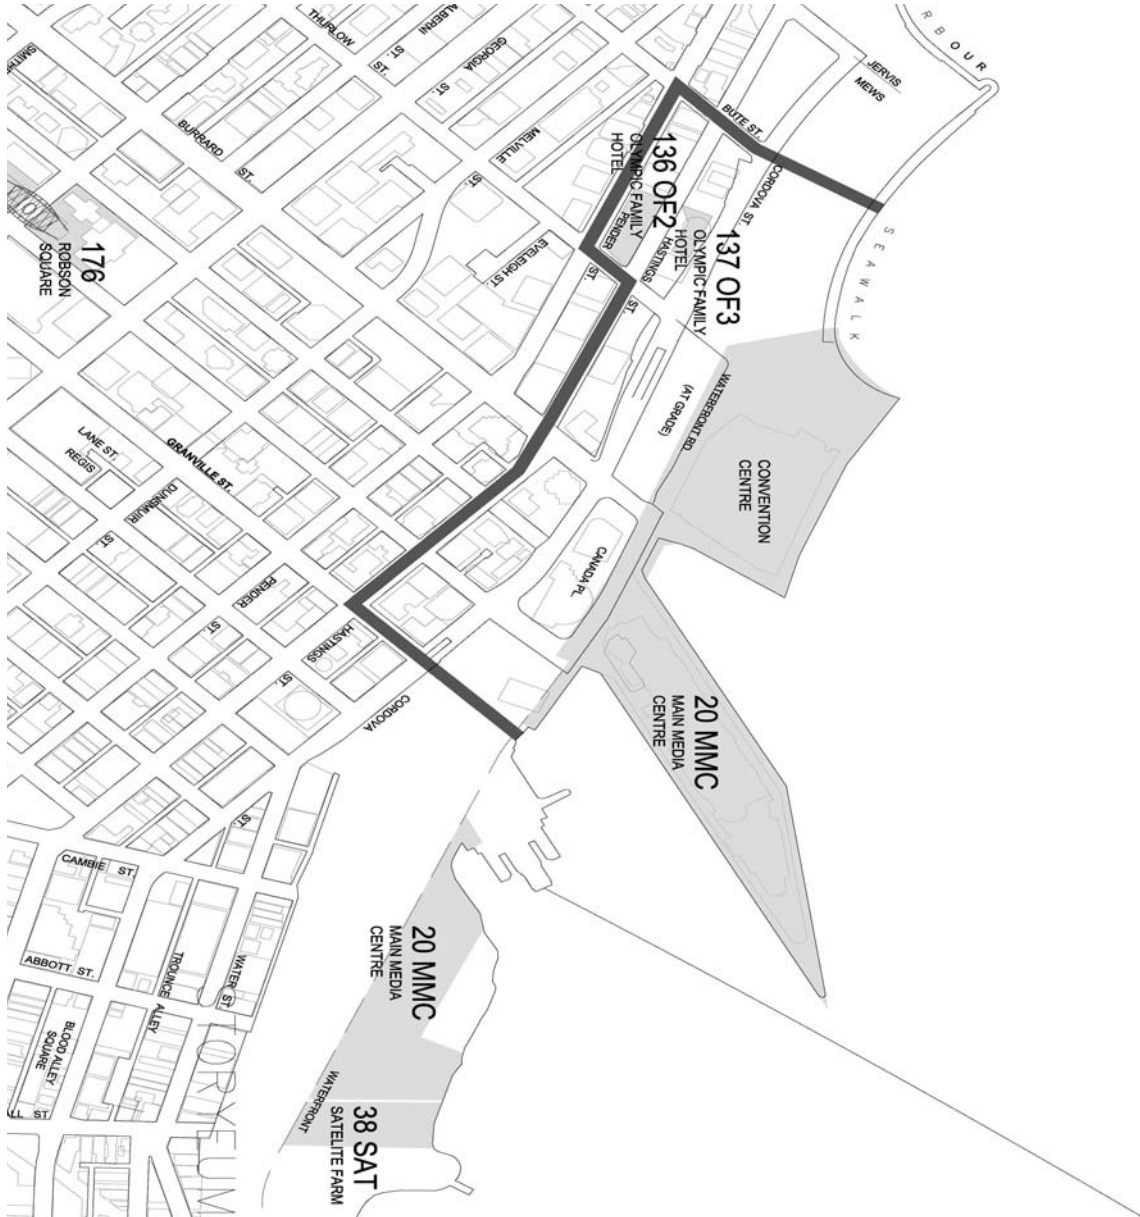 THURLOW
ST.
ALBERNI
ST.
GEORGIA
ST.
RBOUR
JERVIS
MEWS
BURRARD
ST.
MELVILLE
ST.
BUTE ST.
CORDOVA ST.
SEAWALK
136 OF2
OLYMPIC FAMILY
HOTEL
PENDER
ST.
137 OF3
OLYMPIC FAMILY
HOTEL
HASTINGS
ST.
176
ROBSON
SQUARE
EVELEIGH ST.
WATERFRONT RD
(AT GRADE)
CONVENTION
CENTRE
LANE ST.
REGIS
GRANVILLE ST.
DUNSMUIR
ST.
CANADA PL.
PENDER
ST.
HASTINGS
ST.
CORDOVA
ST.
20 MMC
MAIN MEDIA
CENTRE
CAMBIE ST.
20 MMC
MAIN MEDIA
CENTRE
ABBOTT ST.
TROUNCE
ALLEY
WATER ST.
BLOOD ALLEY
SQUARE
LL ST
WATERFRONT
38 SAT
SATELITE FARM